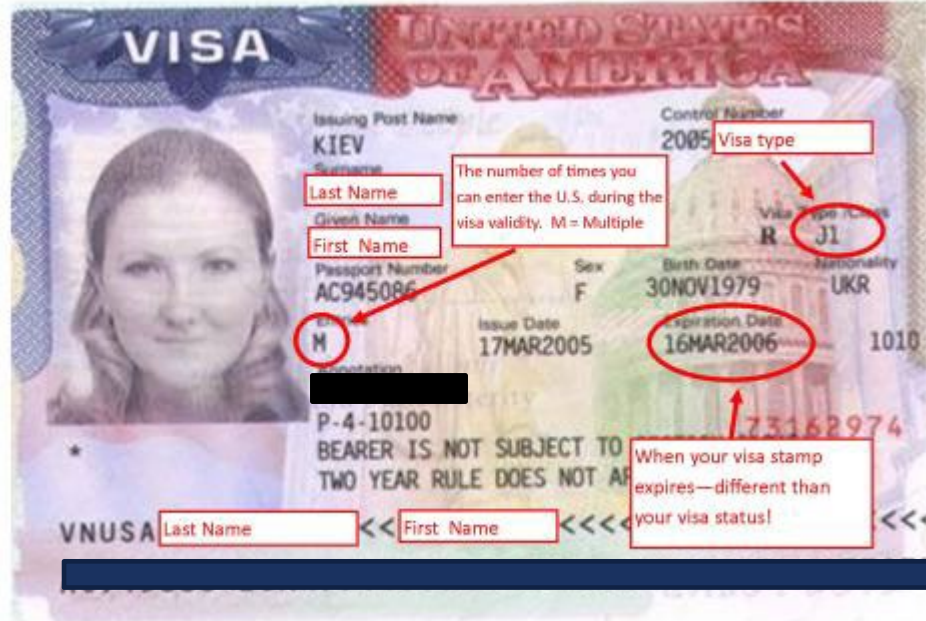 VISA
UNITED STATES
OF AMERICA
Issuing Post Name
KIEV
Control Number
2005
Visa type
Surname
Last Name
The number of times you
can enter the U.S. during the
visa validity. M = Multiple
Given Name
First Name
Visa Type /Class
R J1
Passport Number
AC945086
Sex
F
Birth Date
30NOV1979
Nationality
UKR
Entries
M
Issue Date
17MAR2005
Expiration Date
16MAR2006
1010
Annotation
P-4-10100
73162974
BEARER IS NOT SUBJECT TO
TWO YEAR RULE DOES NOT
When your visa stamp
expires—different than
your visa status!
*
VNUSA Last Name << First Name <<<< <<<